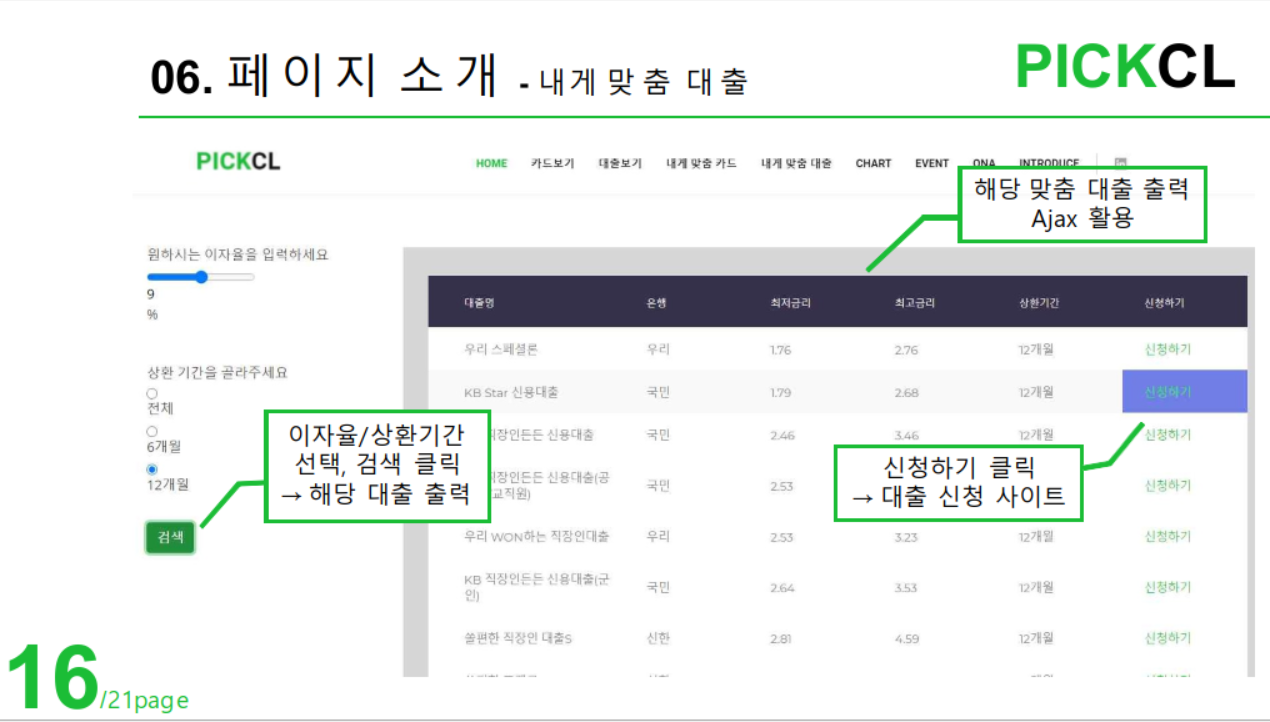 06. 페이지 소개 - 내게 맞춤 대출
PICKCL
PICKCL
HOME 카드보기 대출보기 내게 맞춤 카드 내게 맞춤 대출 CHART EVENT QNA INTRODUCE
해당 맞춤 대출 출력
Ajax 활용
원하시는 이자율을 입력하세요
9
%
상환 기간을 골라주세요
전체
6개월
12개월
검색
이자율/상환기간
선택, 검색 클릭
→ 해당 대출 출력
대출명 은행 최저금리 최고금리 상환기간 신청하기
우리 스페셜론 우리 1.76 2.76 12개월 신청하기
KB Star 신용대출 국민 1.79 2.68 12개월 신청하기
직장인든든 신용대출 국민 2.46 3.46 12개월 신청하기
직장인든든 신용대출(공
교직원) 국민 2.53 신청하기
신청하기 클릭
→ 대출 신청 사이트
우리 WON하는 직장인대출 우리 2.53 3.23 12개월 신청하기
KB 직장인든든 신용대출(군
인) 국민 2.64 3.53 12개월 신청하기
쏠편한 직장인 대출S 신한 2.81 4.59 12개월 신청하기
16/21page